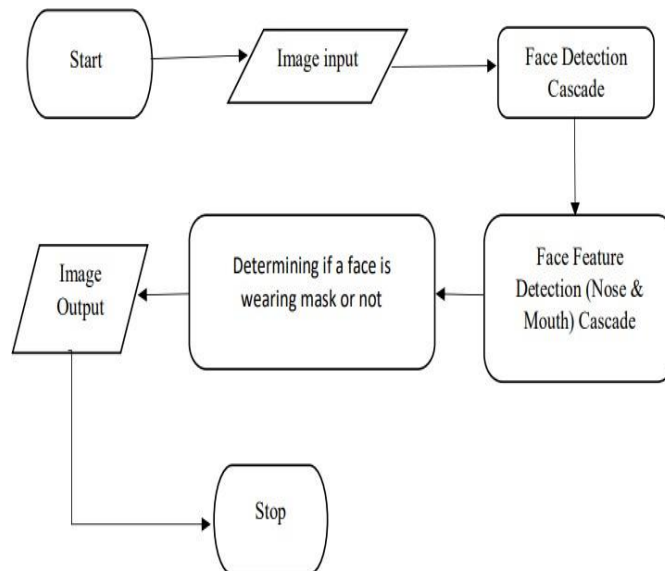 Start
Image input
Face Detection
Cascade
Face Feature
Detection (Nose &
Mouth) Cascade
Determining if a face is
wearing mask or not
Image
Output
Stop